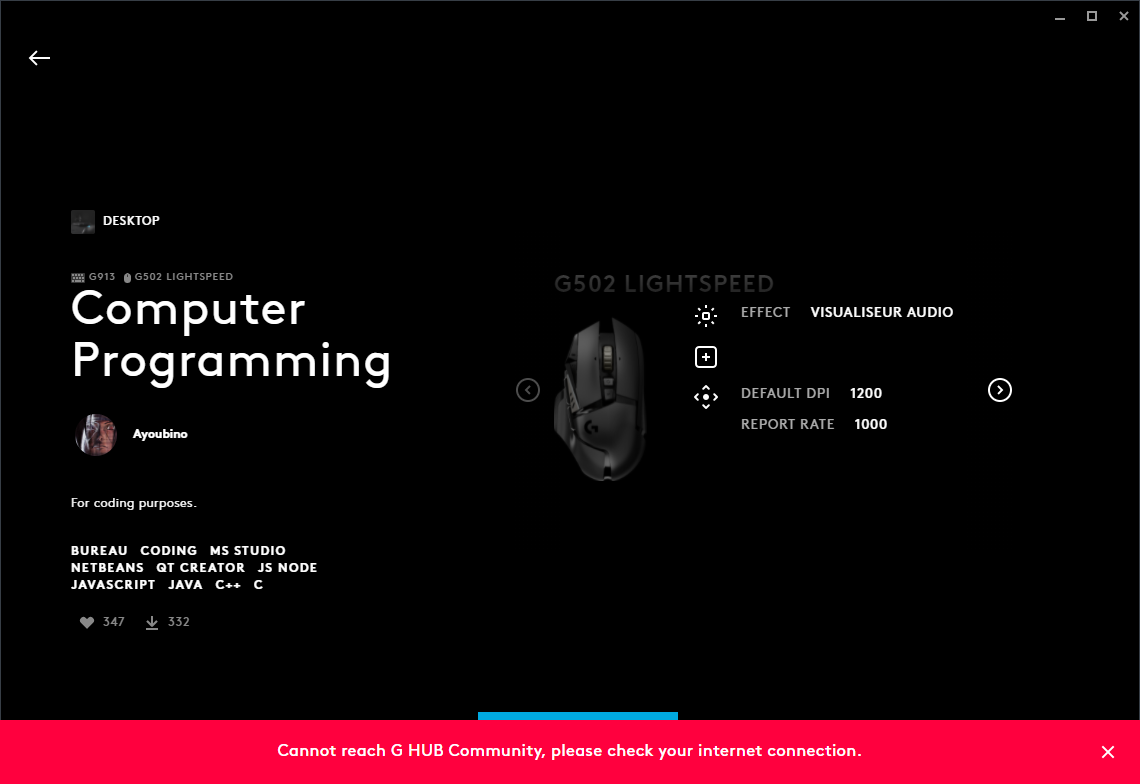 DESKTOP
G913 G502 LIGHTSPEED
Computer
Programming
Ayoubino
For coding purposes.
BUREAU CODING MS STUDIO
NETBEANS QT CREATOR JS NODE
JAVASCRIPT JAVA C++ C
347 332
G502 LIGHTSPEED
EFFECT VISUALISEUR AUDIO
DEFAULT DPI 1200
REPORT RATE 1000
Cannot reach G HUB Community, please check your internet connection.